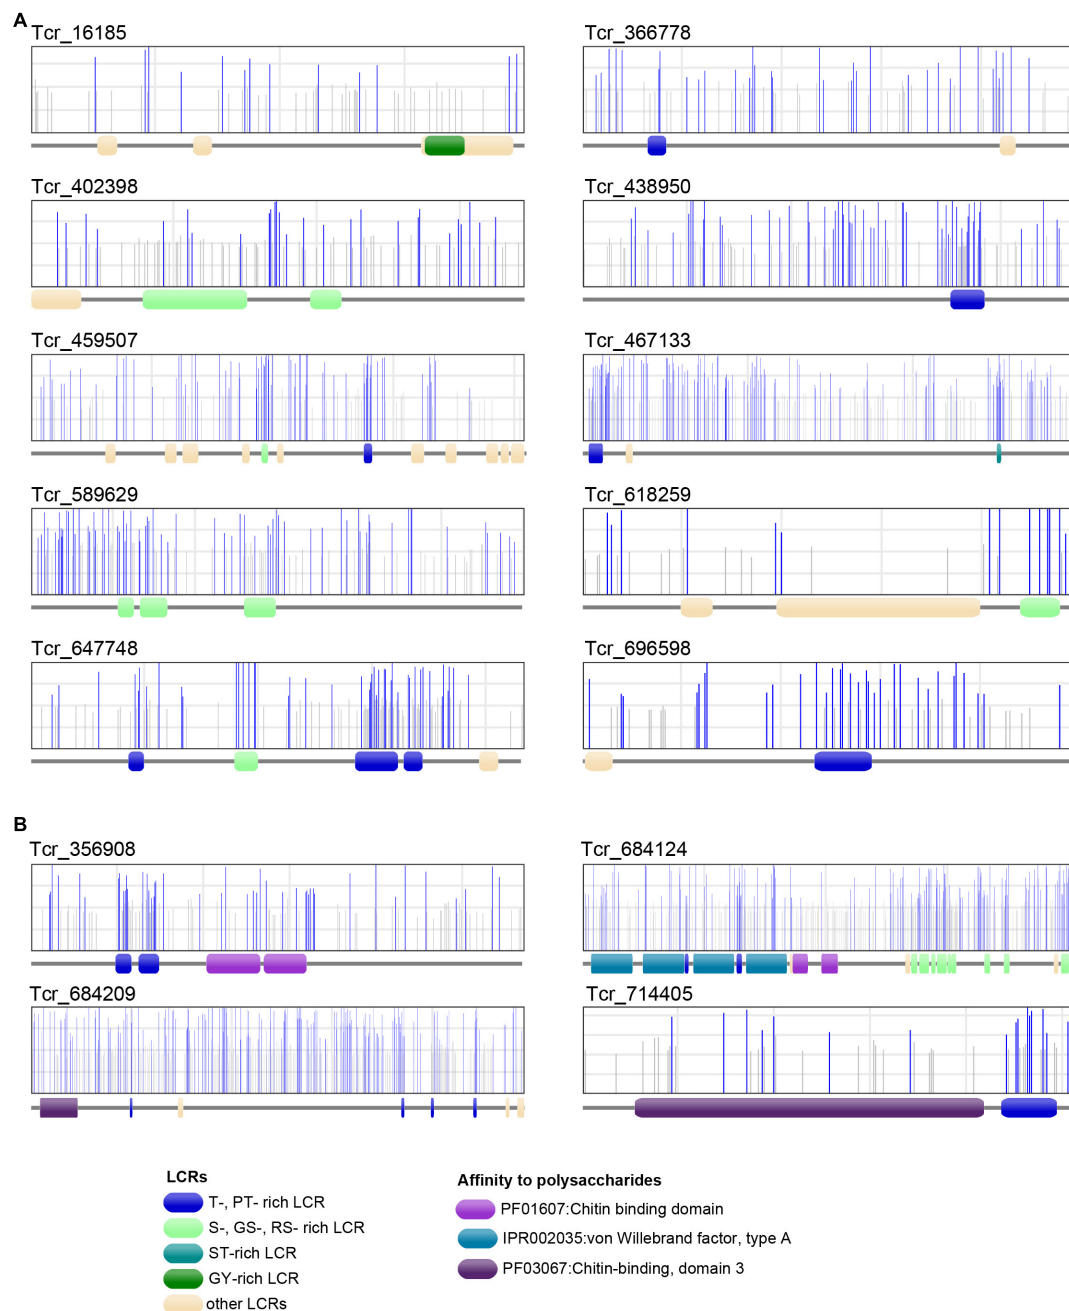 A
Tcr_16185
Tcr_366778
Tcr_402398
Tcr_438950
Tcr_459507
Tcr_467133
Tcr_589629
Tcr_618259
Tcr_647748
Tcr_696598
B
Tcr_356908
Tcr_684124
Tcr_684209
Tcr_714405
LCRs
T-, PT- rich LCR
S-, GS-, RS- rich LCR
ST-rich LCR
GY-rich LCR
other LCRs
Affinity to polysaccharides
PF01607:Chitin binding domain
IPR002035:von Willebrand factor, type A
PF03067:Chitin-binding, domain 3